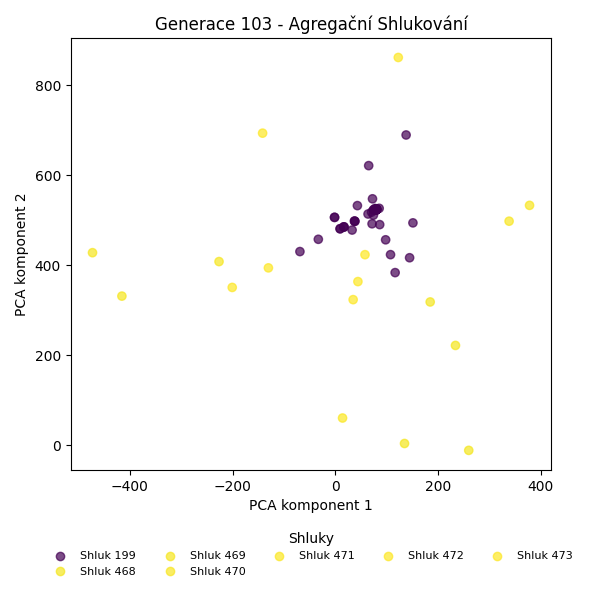 Generace 103 - Agregační Shlukování
800
600
400
200
0
PCA komponent 2
−400 −200 0 200 400
PCA komponent 1
Shluky
Shluk 199 Shluk 469 Shluk 471 Shluk 472 Shluk 473
Shluk 468 Shluk 470